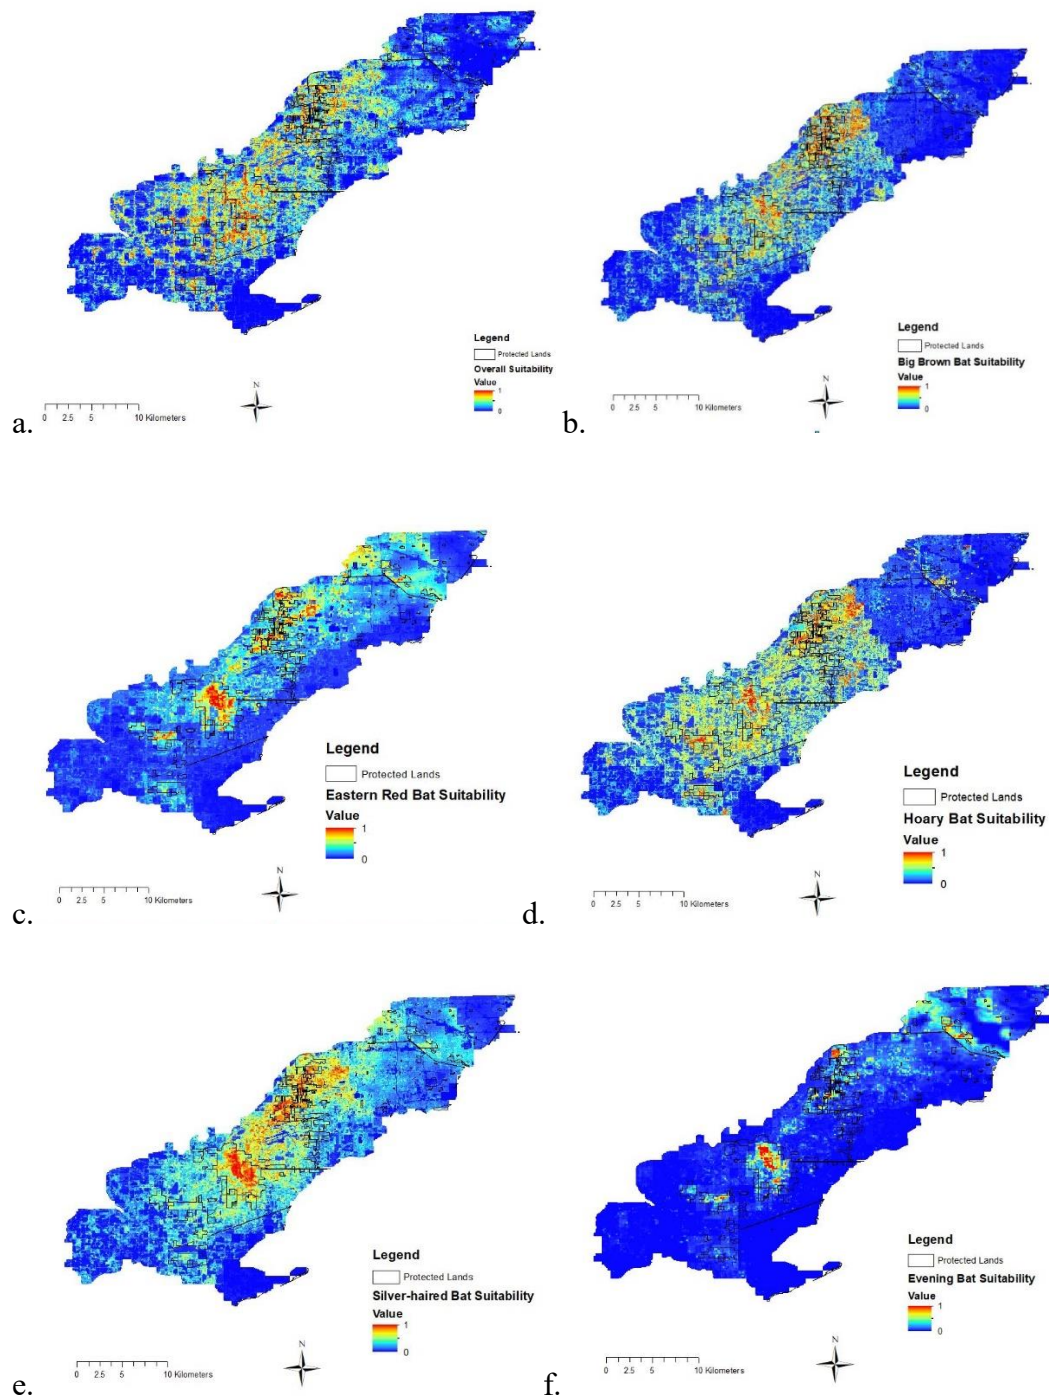 Legend
Protected Lands
Overall Suitability
Value
1
0
N
0 2.5 5 10 Kilometers
a.
Legend
Protected Lands
Big Brown Bat Suitability
Value
1
0
N
0 2.5 5 10 Kilometers
b.
Legend
Protected Lands
Eastern Red Bat Suitability
Value
1
0
N
0 2.5 5 10 Kilometers
c.
Legend
Protected Lands
Hoary Bat Suitability
Value
1
0
N
0 2.5 5 10 Kilometers
d.
Legend
Protected Lands
Silver-haired Bat Suitability
Value
1
0
N
0 2.5 5 10 Kilometers
e.
Legend
Protected Lands
Evening Bat Suitability
Value
1
0
N
0 2.5 5 10 Kilometers
f.